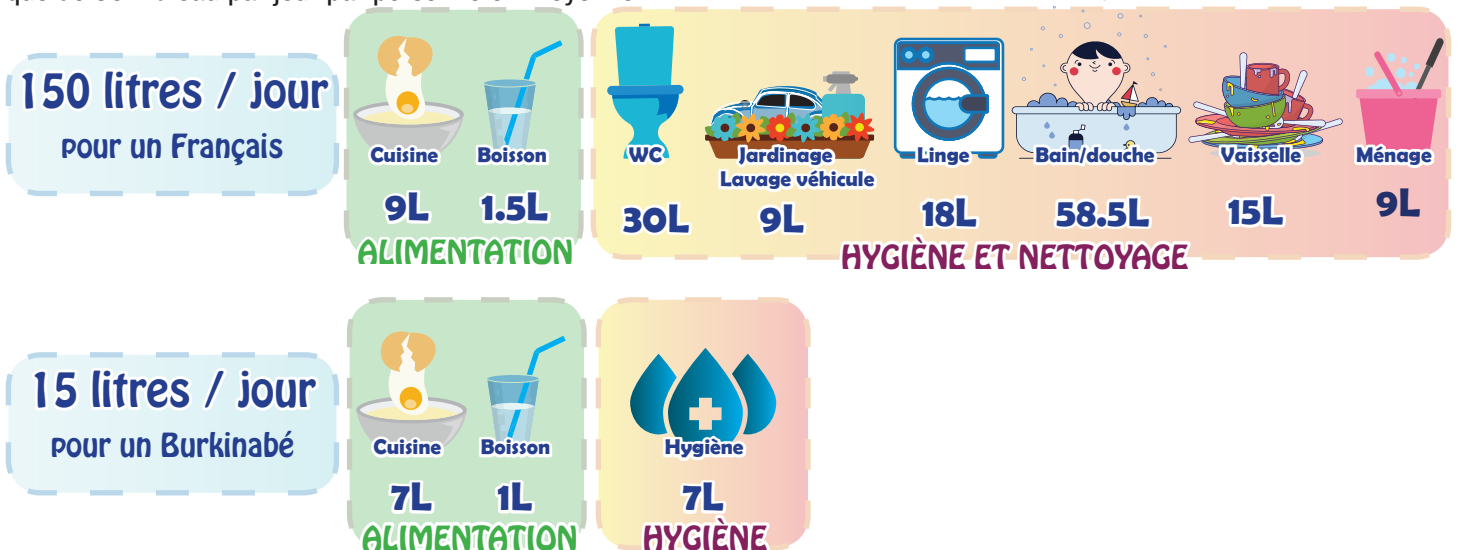 150 litres / jour
pour un Français
Cuisine
9L
Boisson
1.5L
ALIMENTATION
WC
30L
Jardinage
Lavage véhicule
9L
Linge
18L
Bain/douche
58.5L
Vaisselle
15L
Ménage
9L
HYGIÈNE ET NETTOYAGE
15 litres / jour
pour un Burkinabé
Cuisine
7L
Boisson
1L
ALIMENTATION
Hygiène
7L
HYGIÈNE